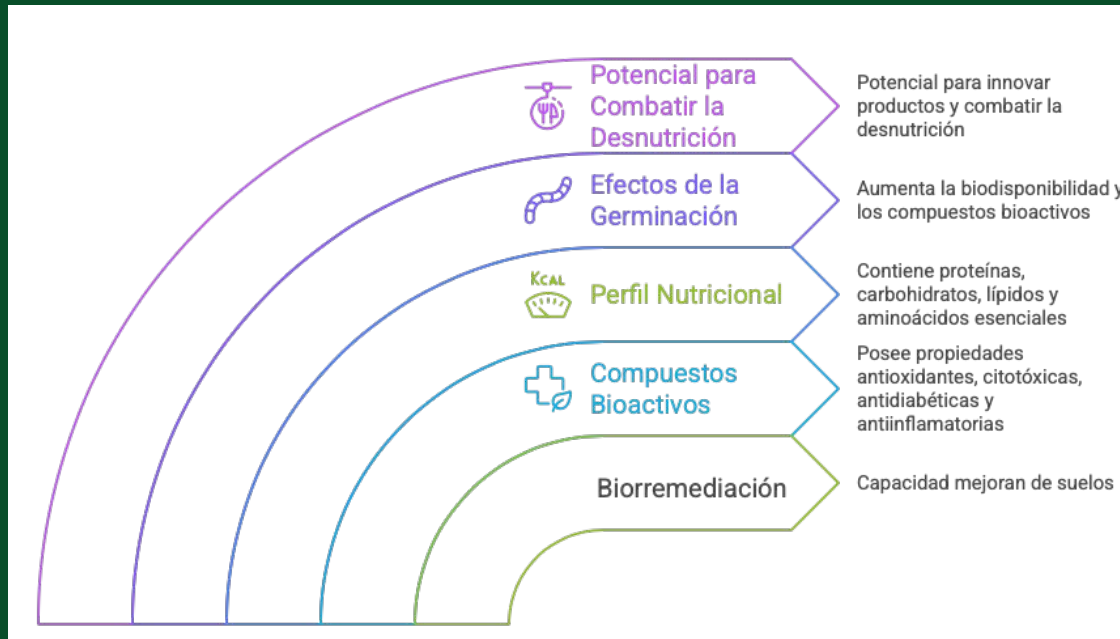 Potencial para
Combatir la
Desnutrición
Potencial para innovar
productos y combatir la
desnutrición
Efectos de la
Germinación
Aumenta la biodisponibilidad y
los compuestos bioactivos
KCAL
Perfil Nutricional
Contiene proteínas,
carbohidratos, lípidos y
aminoácidos esenciales
Compuestos
Bioactivos
Posee propiedades
antioxidantes, citotóxicas,
antidiabéticas y
antiinflamatorias
Biorremediación
Capacidad mejoran de suelos